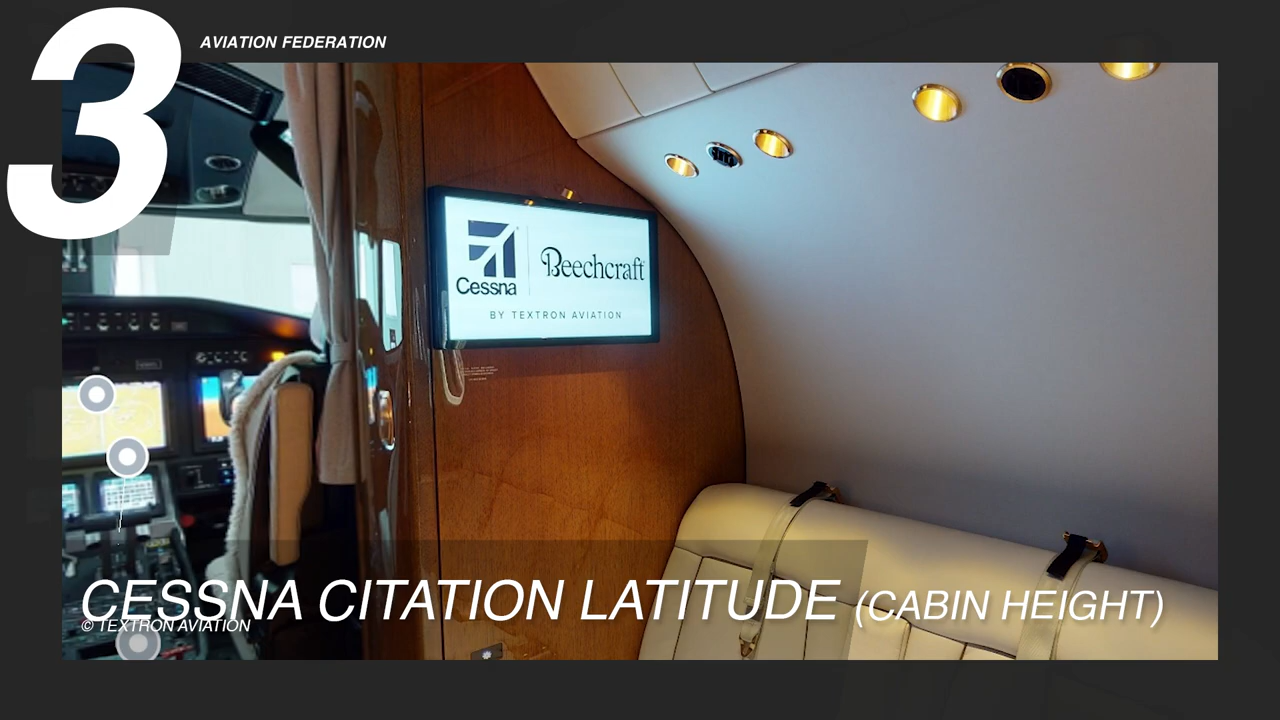 3
AVIATION FEDERATION
Cessna
Beechcraft
BY TEXTRON AVIATION
CESSNA CITATION LATITUDE (CABIN HEIGHT)
© TEXTRON AVIATION